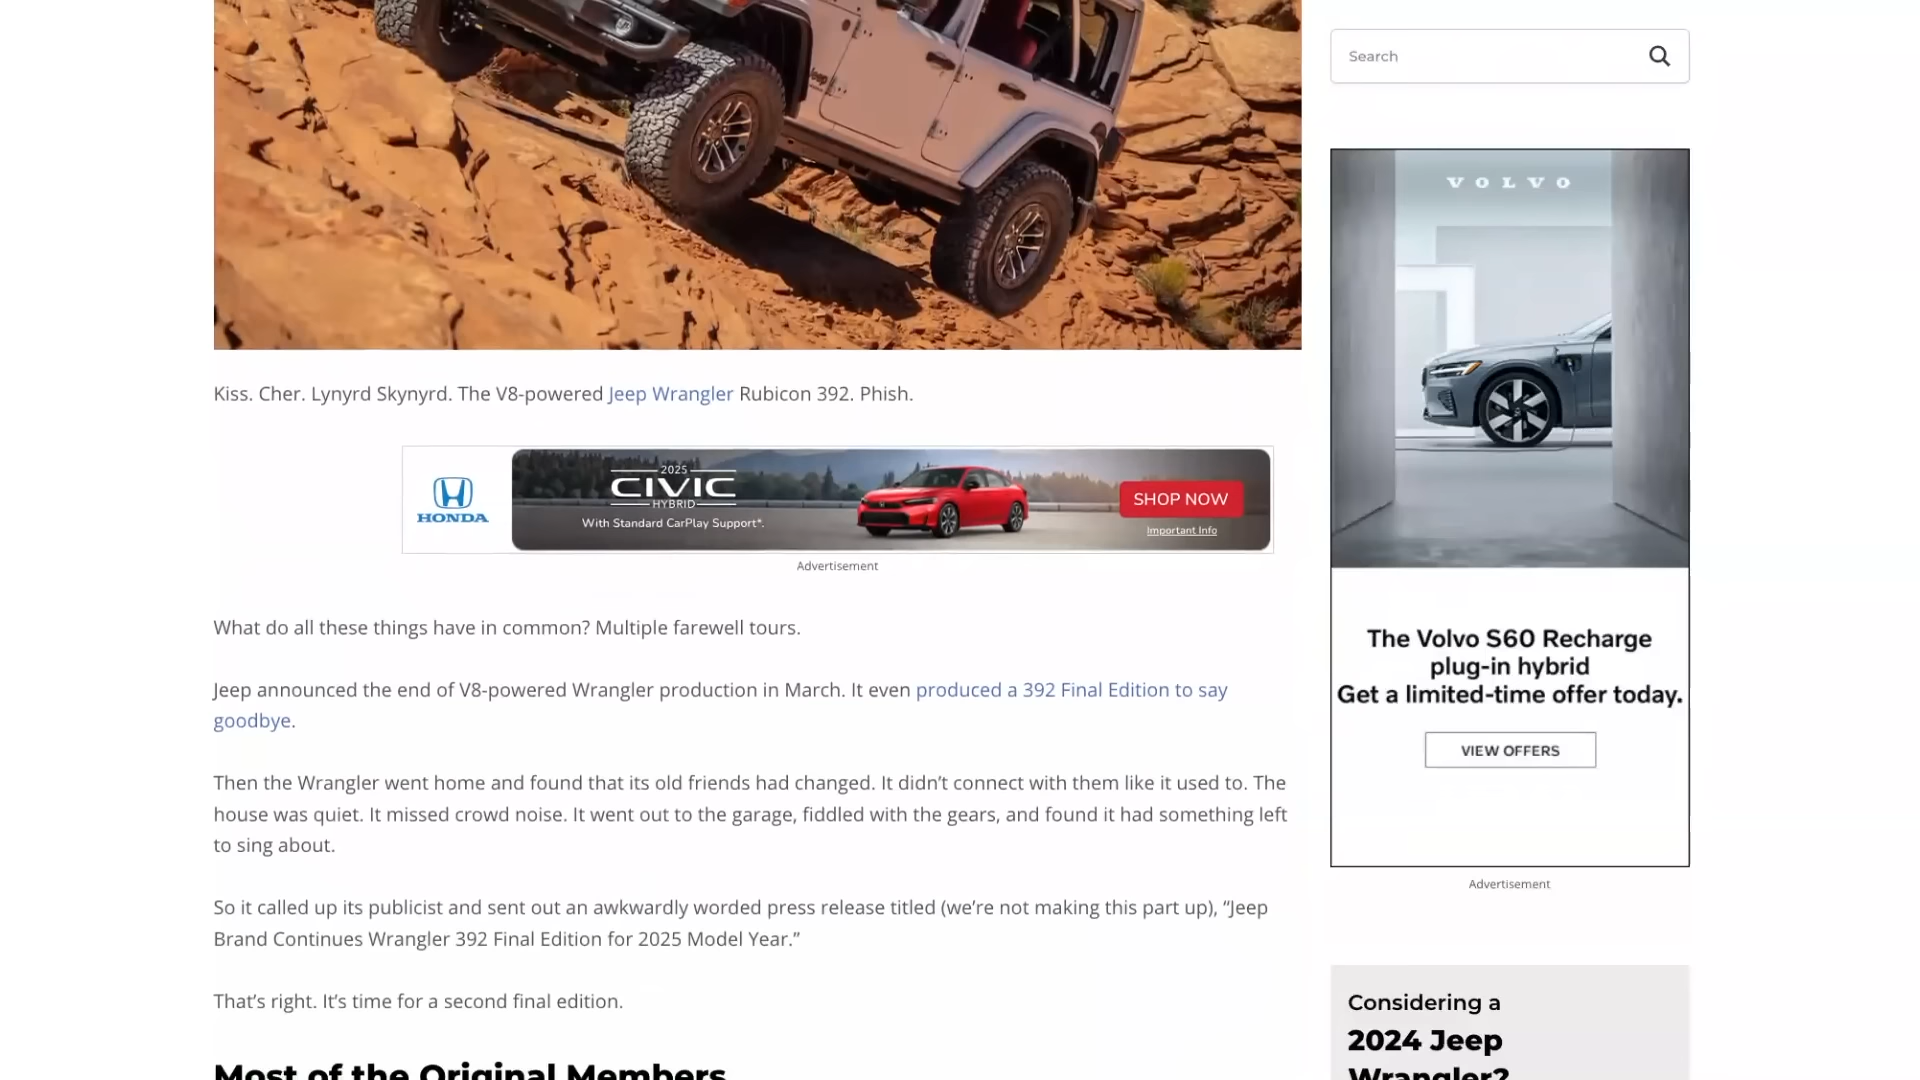 Jeep
Kiss. Cher. Lynyrd Skynyrd. The V8-powered Jeep Wrangler Rubicon 392. Phish.
HONDA
2025
CIVIC
HYBRID
With Standard CarPlay Support*.
SHOP NOW
Important Info
Advertisement
What do all these things have in common? Multiple farewell tours.
Jeep announced the end of V8-powered Wrangler production in March. It even produced a 392 Final Edition to say
goodbye.
Then the Wrangler went home and found that its old friends had changed. It didn’t connect with them like it used to. The
house was quiet. It missed crowd noise. It went out to the garage, fiddled with the gears, and found it had something left
to sing about.
So it called up its publicist and sent out an awkwardly worded press release titled (we’re not making this part up), “Jeep
Brand Continues Wrangler 392 Final Edition for 2025 Model Year.”
That’s right. It’s time for a second final edition.
Most of the Original Members
Search
VOLVO
The Volvo S60 Recharge
plug-in hybrid
Get a limited-time offer today.
VIEW OFFERS
Advertisement
Considering a
2024 Jeep
Wrangler?